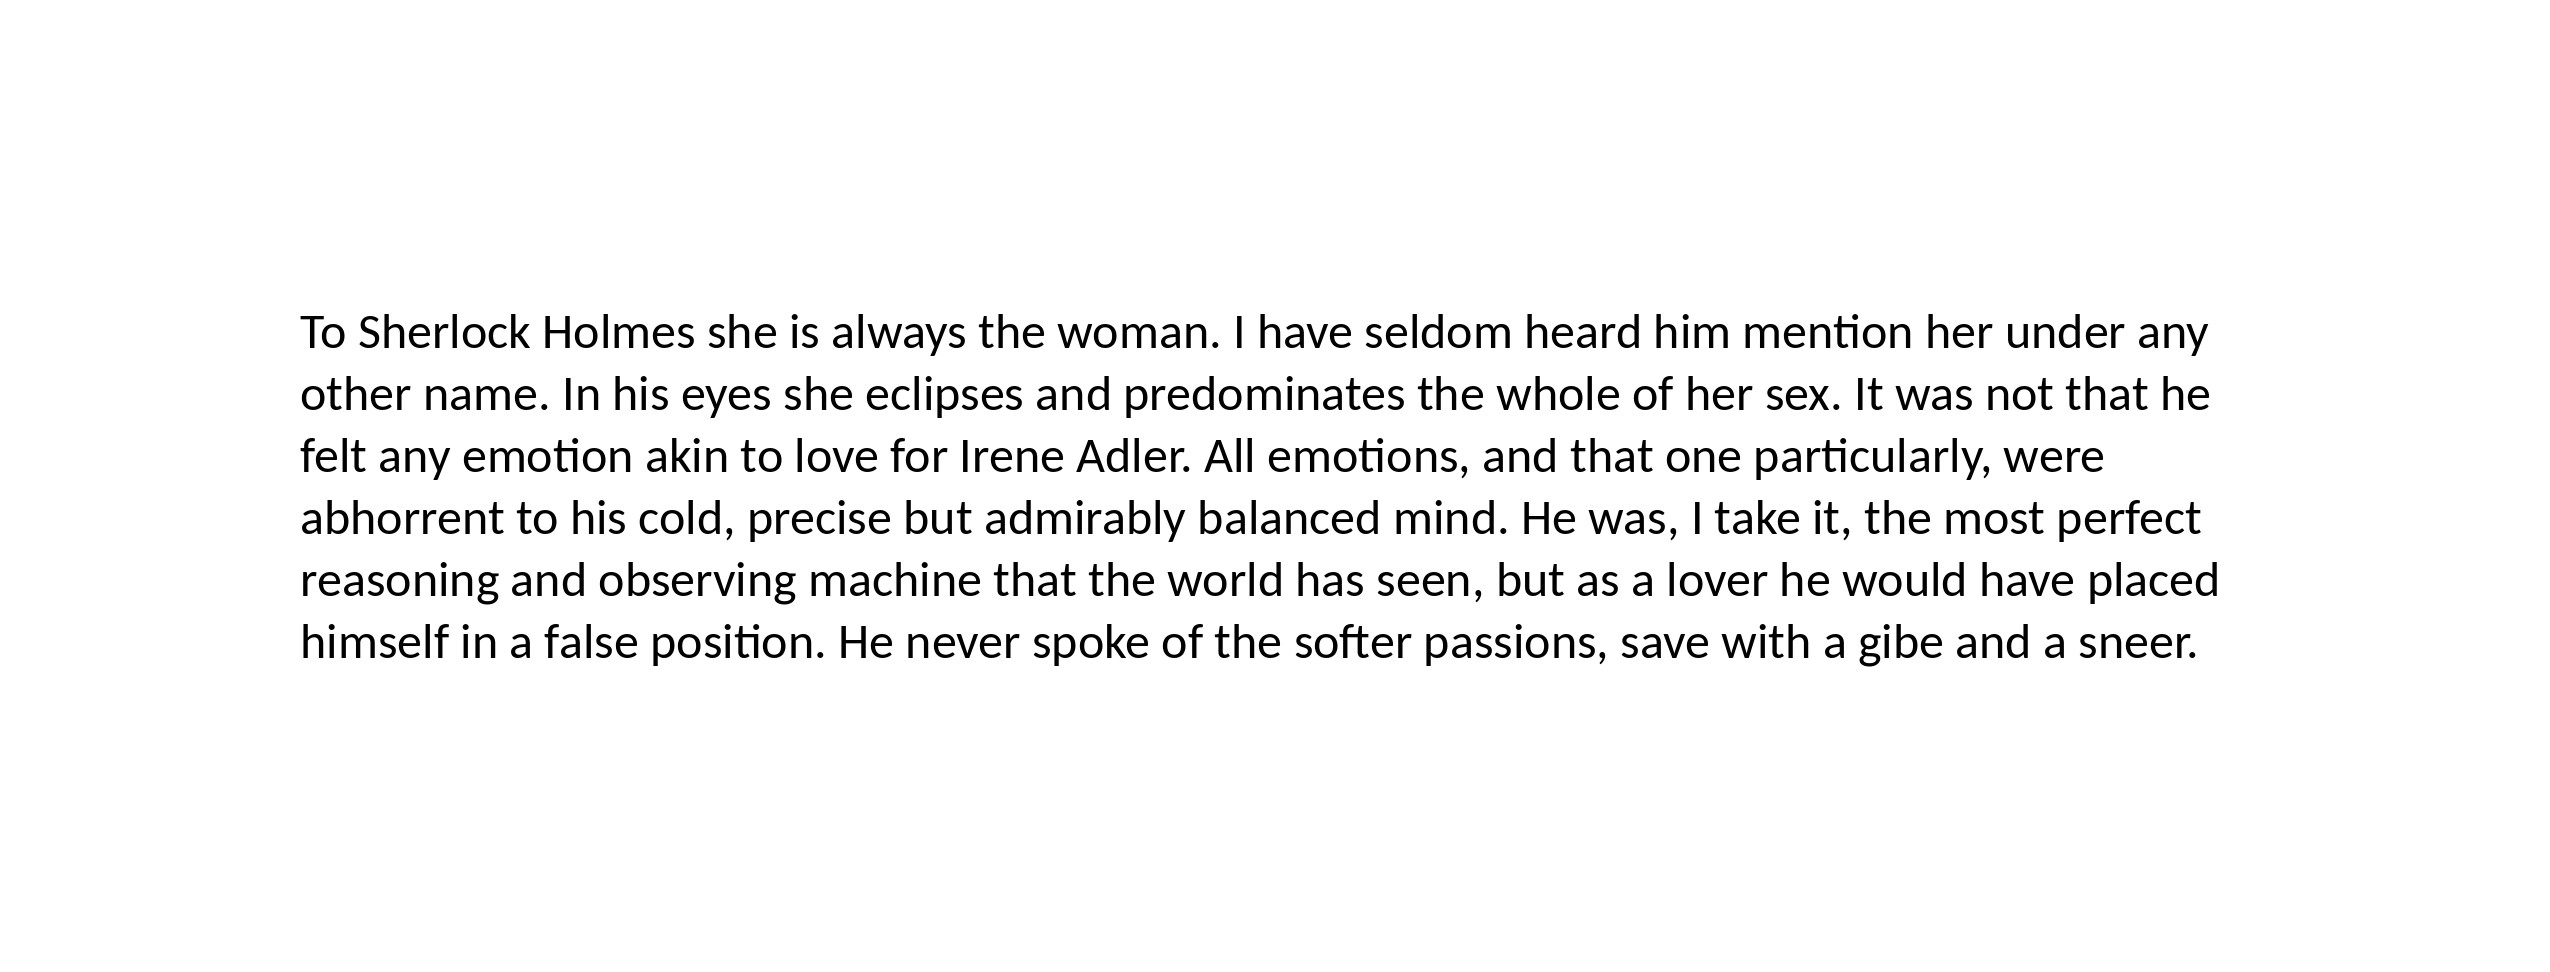 To Sherlock Holmes she is always the woman. I have seldom heard him mention her under any
other name. In his eyes she eclipses and predominates the whole of her sex. It was not that he
felt any emotion akin to love for Irene Adler. All emotions, and that one particularly, were
abhorrent to his cold, precise but admirably balanced mind. He was, I take it, the most perfect
reasoning and observing machine that the world has seen, but as a lover he would have placed
himself in a false position. He never spoke of the softer passions, save with a gibe and a sneer.